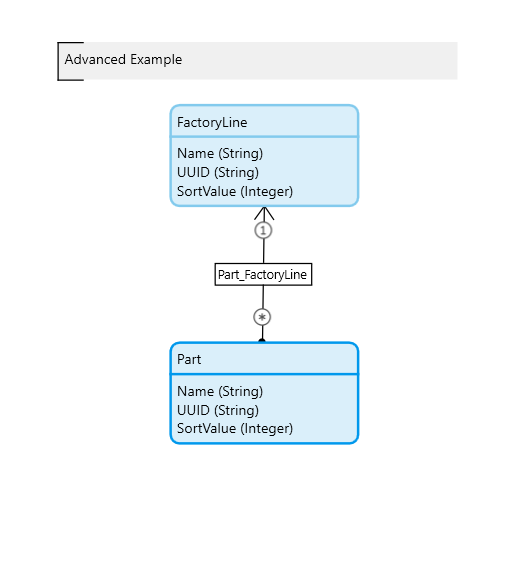 Advanced Example
FactoryLine
Name (String)
UUID (String)
SortValue (Integer)
1
Part_FactoryLine
*
Part
Name (String)
UUID (String)
SortValue (Integer)